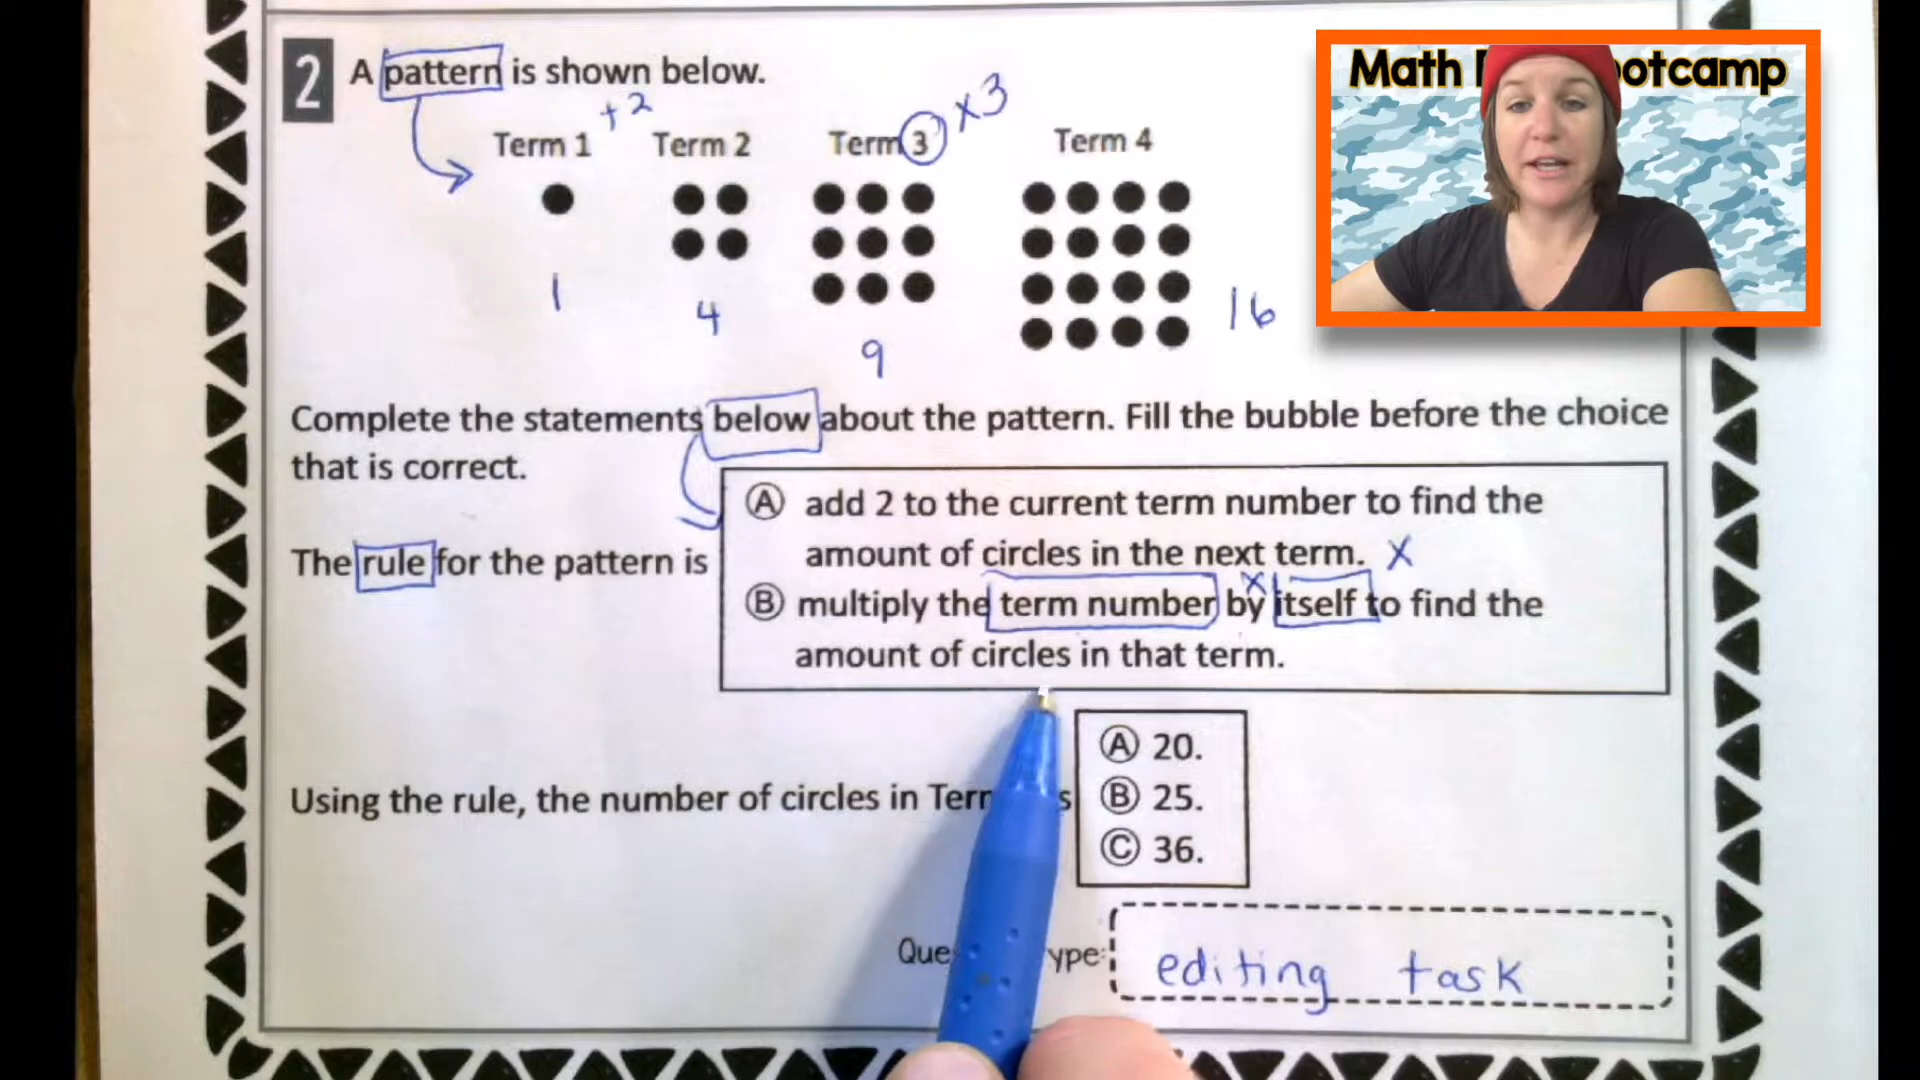 Math ootcamp
2 A pattern is shown below.
+2
x3
Term 1 Term 2 Term 3 Term 4
1 4 9 16
Complete the statements below about the pattern. Fill the bubble before the choice
that is correct.
The rule for the pattern is
Ⓐ add 2 to the current term number to find the
amount of circles in the next term. X
x
Ⓑ multiply the term number by itself to find the
amount of circles in that term.
Using the rule, the number of circles in
Ⓐ 20.
Ⓑ 25.
Ⓒ 36.
editing task